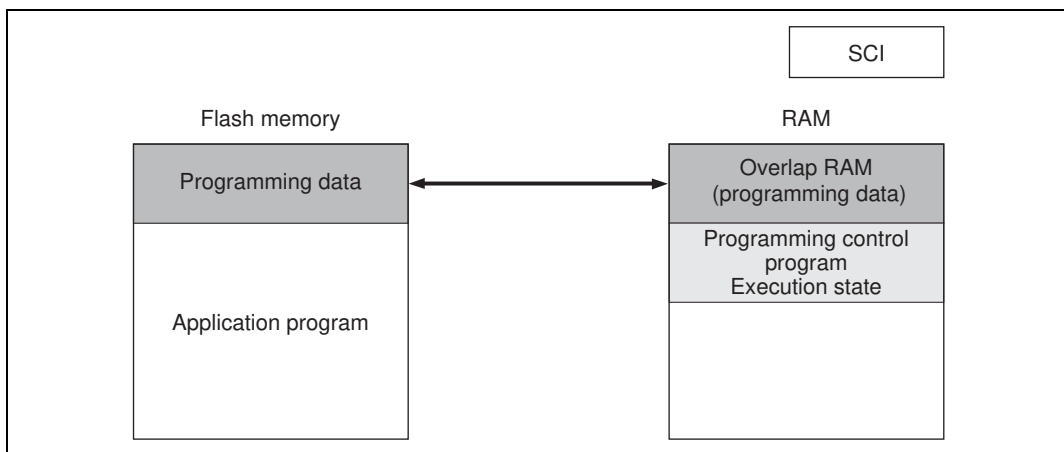 SCI
Flash memory
RAM
Programming data
Overlap RAM
(programming data)
Programming control
program
Execution state
Application program